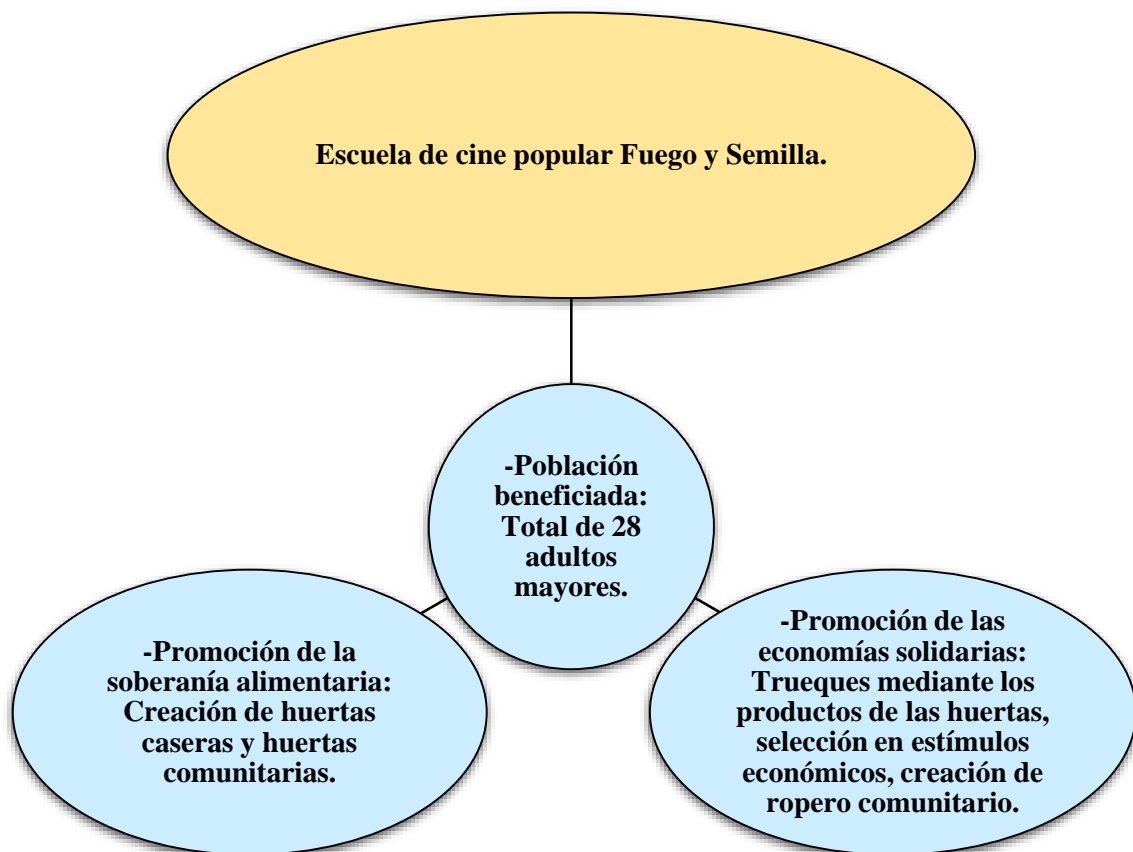 Escuela de cine popular Fuego y Semilla.
-Población
beneficiada:
Total de 28
adultos
mayores.
-Promoción de la
soberanía alimentaria:
Creación de huertas
caseras y huertas
comunitarias.
-Promoción de las
economías solidarias:
Trueques mediante los
productos de las huertas,
selección en estímulos
económicos, creación de
ropero comunitario.